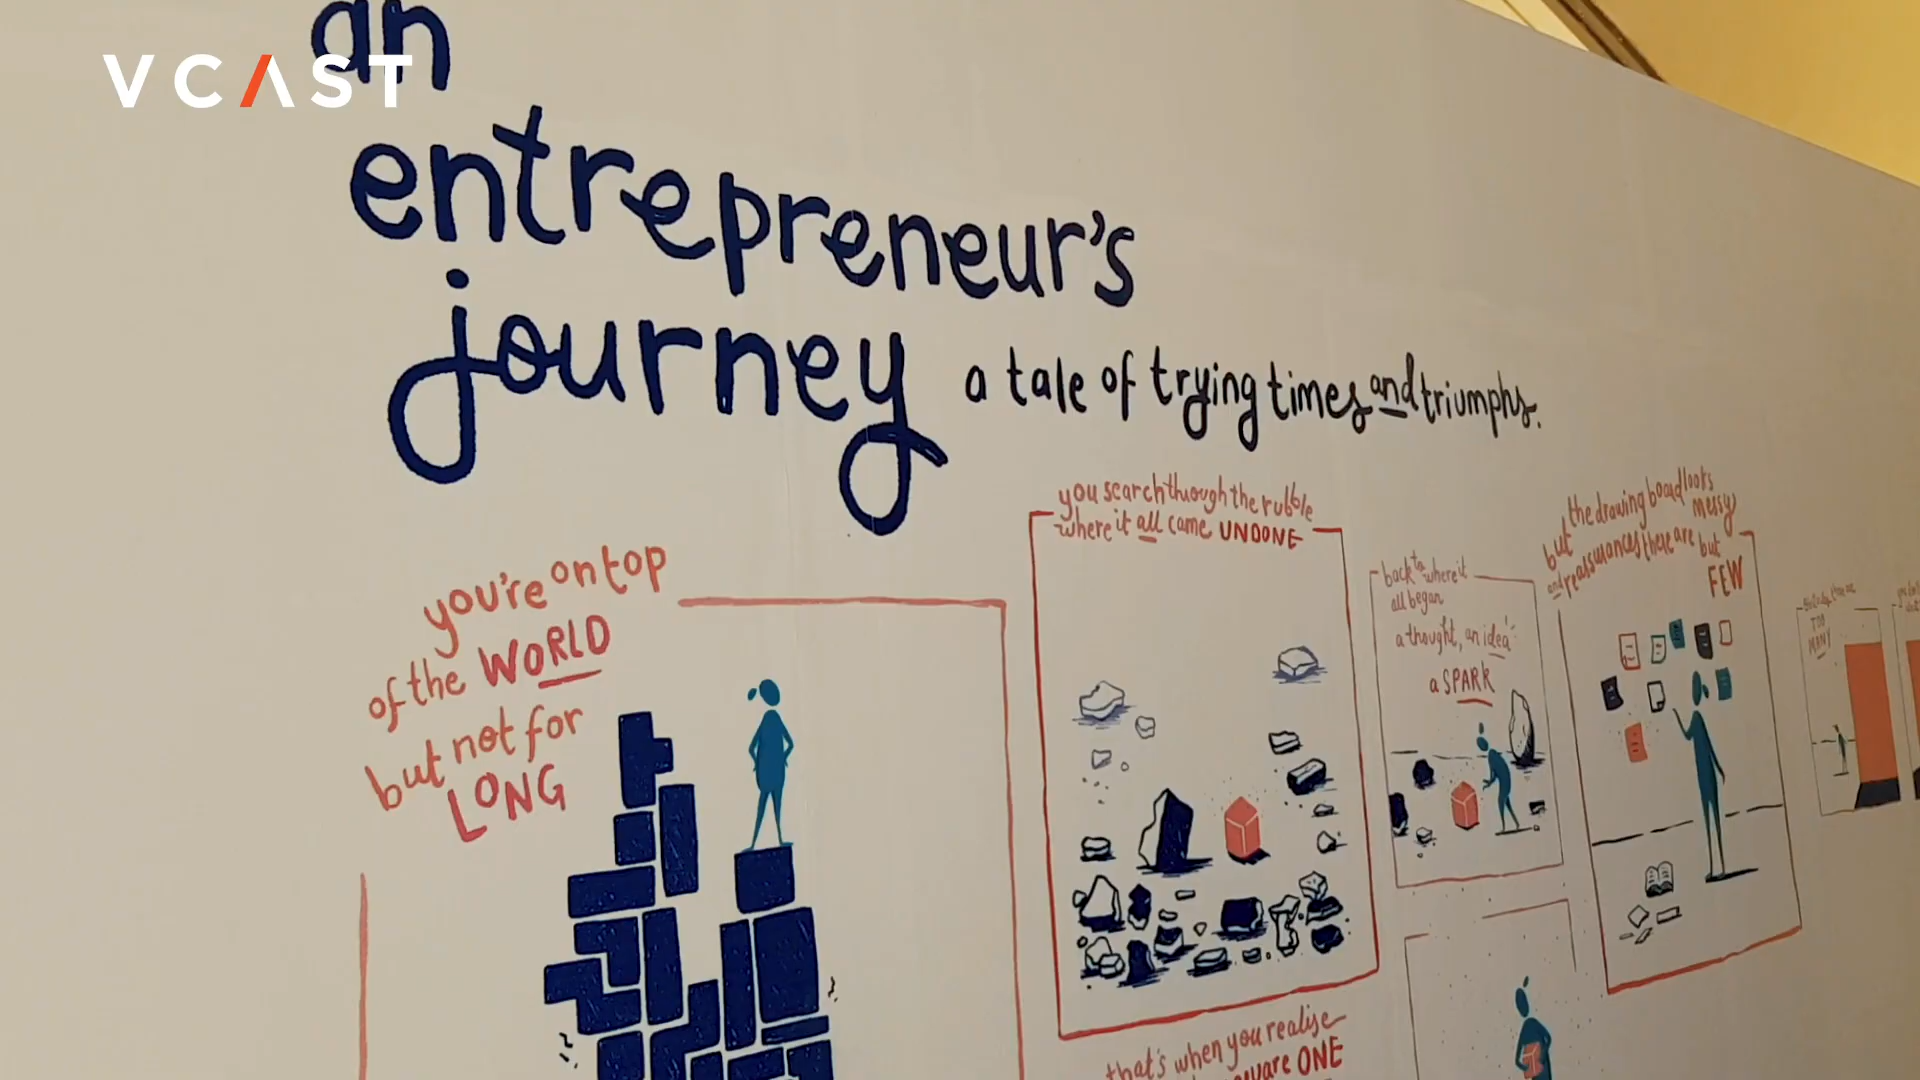 VCAST
an
entrepreneur's
journey
a tale of trying times and triumphs.
you're on top
of the WORLD
but not for
LONG
you search through the rubble
where it all came UNDONE
back to where it
all began
a thought, an idea
a SPARK
but the drawing board looks messy
and reassurances there are but
FEW
TOO
MANY
that's when you realise
square ONE